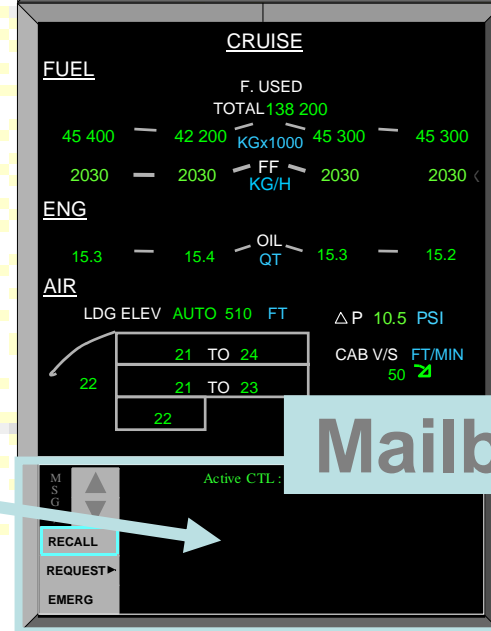 CRUISE
FUEL
F. USED
TOTAL 138 200
45 400 42 200 KGx1000 45 300 45 300
2030 2030 FF 2030 2030
KG/H
ENG
OIL
15.3 15.4 QT 15.3 15.2
AIR
LDG ELEV AUTO 510 FT
△P 10.5 PSI
21 TO 24
CAB V/S FT/MIN
50
22
21 TO 23
22
Mailb
MSG
Active CTL :
RECALL
REQUEST
EMERG